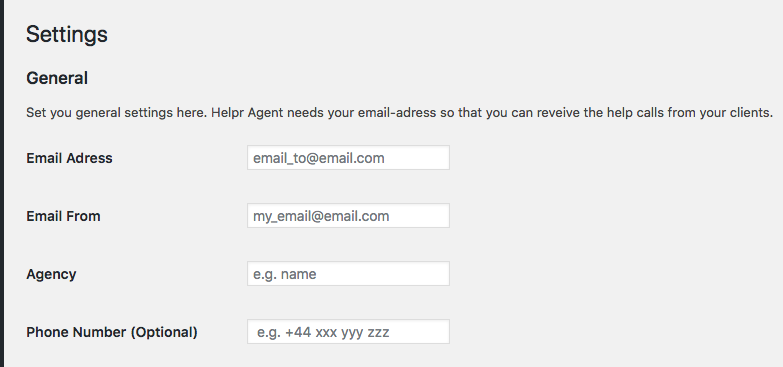 Settings
General
Set you general settings here. Helpr Agent needs your email-adress so that you can reveive the help calls from your clients.
Email Adress email_to@email.com
Email From my_email@email.com
Agency e.g. name
Phone Number (Optional) e.g. +44 xxx yyy zzz